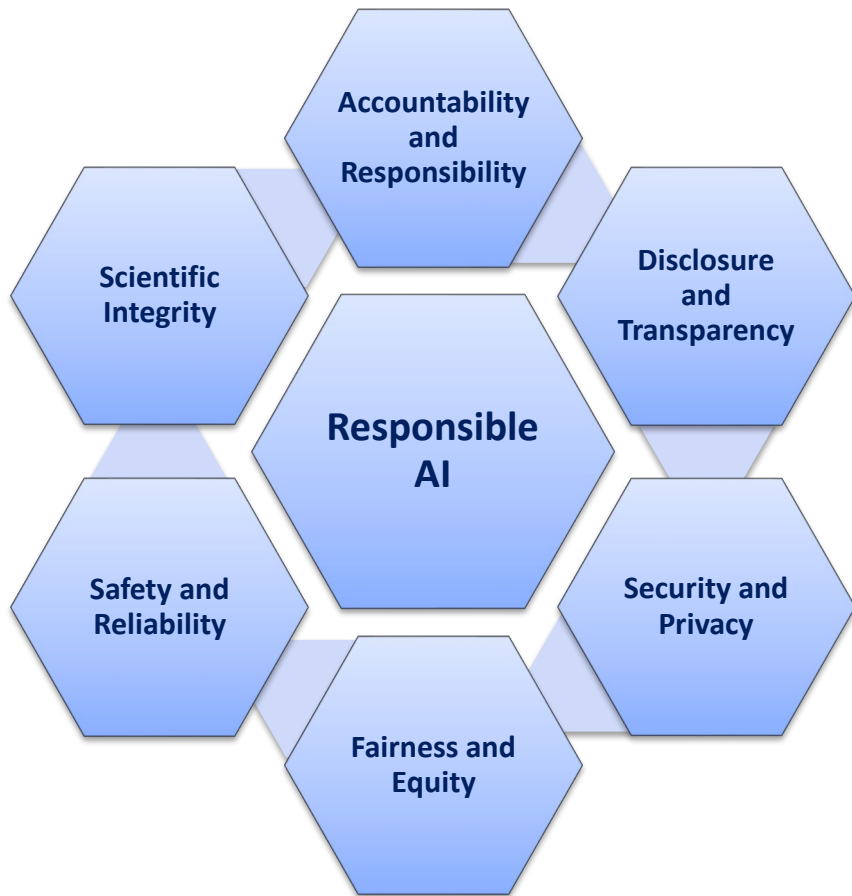 Accountability
and
Responsibility
Disclosure
and
Transparency
Scientific
Integrity
Responsible
AI
Safety and
Reliability
Security and
Privacy
Fairness and
Equity